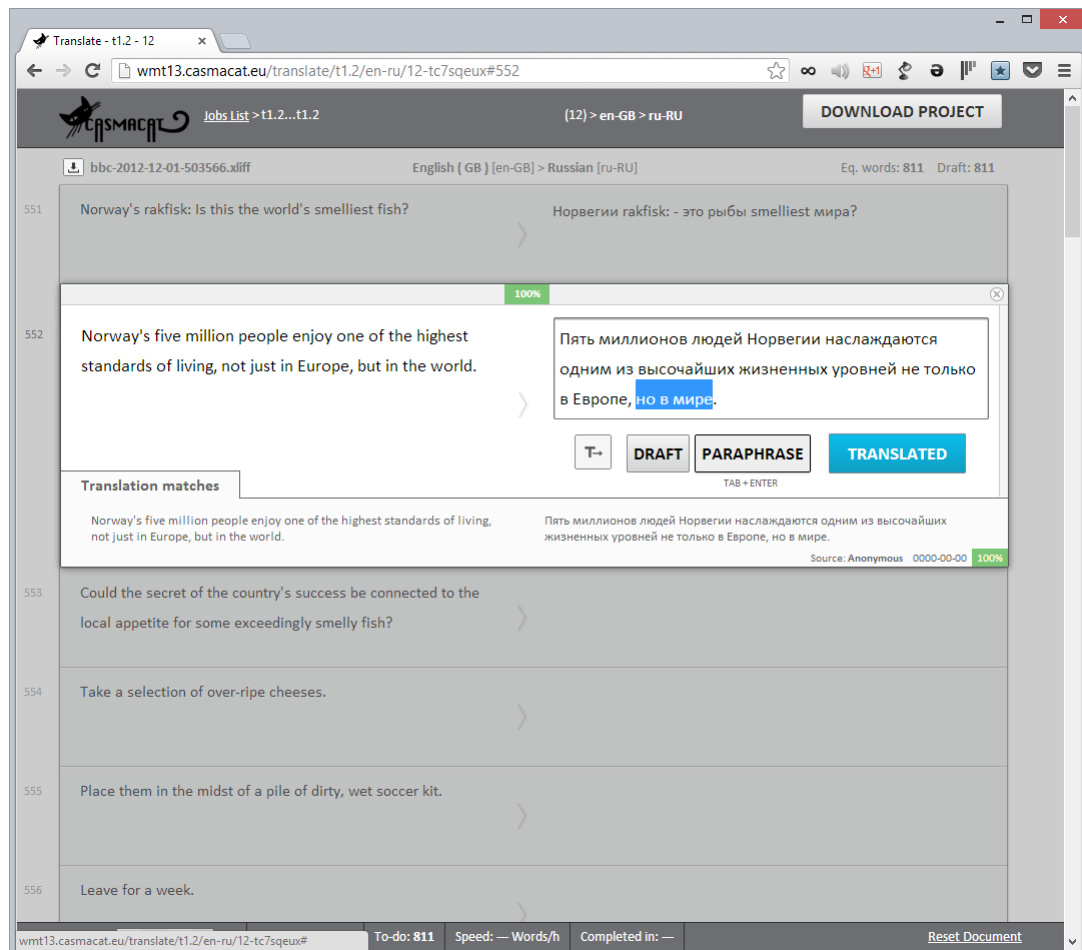 Translate - t1.2 - 12
wmt13.casmacat.eu/translate/t1.2/en-ru/12-tc7sqeux#552
CASMACAT Jobs List > t1.2...t1.2 (12) > en-GB > ru-RU DOWNLOAD PROJECT
bbc-2012-12-01-503566.xliff English ( GB ) [en-GB] > Russian [ru-RU] Eq. words: 811 Draft: 811
551 Norway's rakfisk: Is this the world's smelliest fish? Норвегии rakfisk: - это рыбы smelliest мира?
100%
552 Norway's five million people enjoy one of the highest
standards of living, not just in Europe, but in the world.
Пять миллионов людей Норвегии наслаждаются
одним из высочайших жизненных уровней не только
в Европе, но в мире.
T→ DRAFT PARAPHRASE TRANSLATED
TAB + ENTER
Translation matches
Norway's five million people enjoy one of the highest standards of living,
not just in Europe, but in the world.
Пять миллионов людей Норвегии наслаждаются одним из высочайших
жизненных уровней не только в Европе, но в мире.
Source: Anonymous 0000-00-00 100%
553 Could the secret of the country's success be connected to the
local appetite for some exceedingly smelly fish?
554 Take a selection of over-ripe cheeses.
555 Place them in the midst of a pile of dirty, wet soccer kit.
556 Leave for a week.
wmt13.casmacat.eu/translate/t1.2/en-ru/12-tc7sqeux# To-do: 811 Speed: — Words/h Completed in: — Reset Document